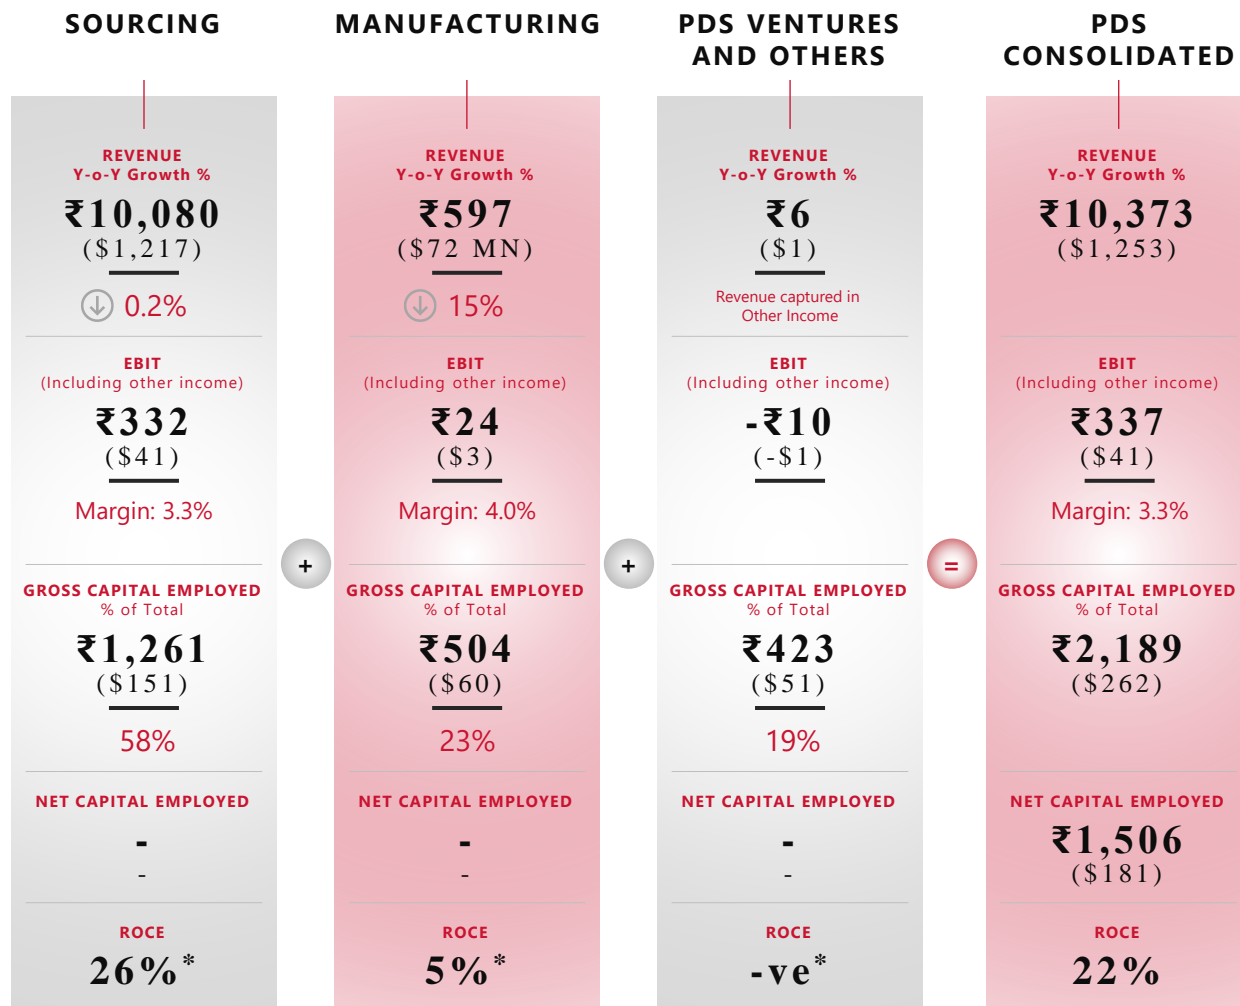 SOURCING
REVENUE
Y-o-Y Growth %
₹10,080
($1,217)
0.2%
EBIT
(Including other income)
₹332
($41)
Margin: 3.3%
GROSS CAPITAL EMPLOYED
% of Total
₹1,261
($151)
58%
NET CAPITAL EMPLOYED
-
-
ROCE
26%*
+
MANUFACTURING
REVENUE
Y-o-Y Growth %
₹597
($72 MN)
15%
EBIT
(Including other income)
₹24
($3)
Margin: 4.0%
GROSS CAPITAL EMPLOYED
% of Total
₹504
($60)
23%
NET CAPITAL EMPLOYED
-
-
ROCE
5%*
+
PDS VENTURES
AND OTHERS
REVENUE
Y-o-Y Growth %
₹6
($1)
Revenue captured in
Other Income
EBIT
(Including other income)
-₹10
(-$1)
GROSS CAPITAL EMPLOYED
% of Total
₹423
($51)
19%
NET CAPITAL EMPLOYED
-
-
ROCE
-ve*
=
PDS
CONSOLIDATED
REVENUE
Y-o-Y Growth %
₹10,373
($1,253)
EBIT
(Including other income)
₹337
($41)
Margin: 3.3%
GROSS CAPITAL EMPLOYED
% of Total
₹2,189
($262)
NET CAPITAL EMPLOYED
₹1,506
($181)
ROCE
22%